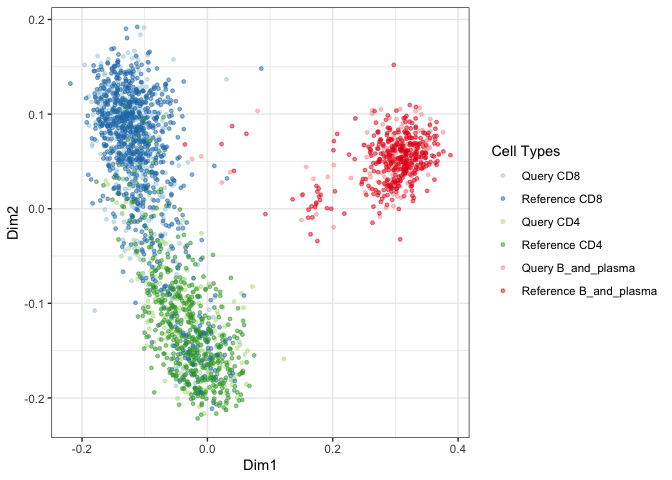 0.2
0.1
0.0
-0.1
-0.2
Dim2
-0.2
0.0
0.2
0.4
Dim1
Cell Types
Query CD8
Reference CD8
Query CD4
Reference CD4
Query B_and_plasma
Reference B_and_plasma